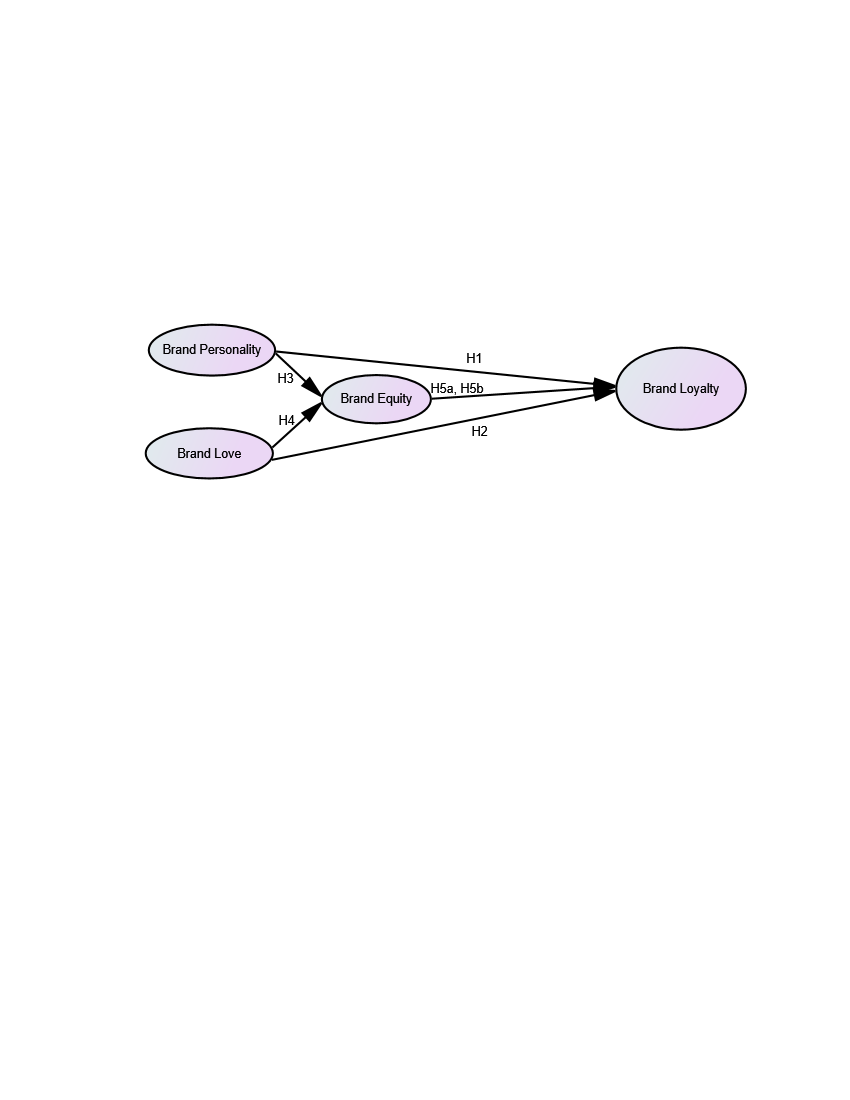 Brand Personality
H1
H3
Brand Equity
H5a, H5b
Brand Loyalty
H4
H2
Brand Love